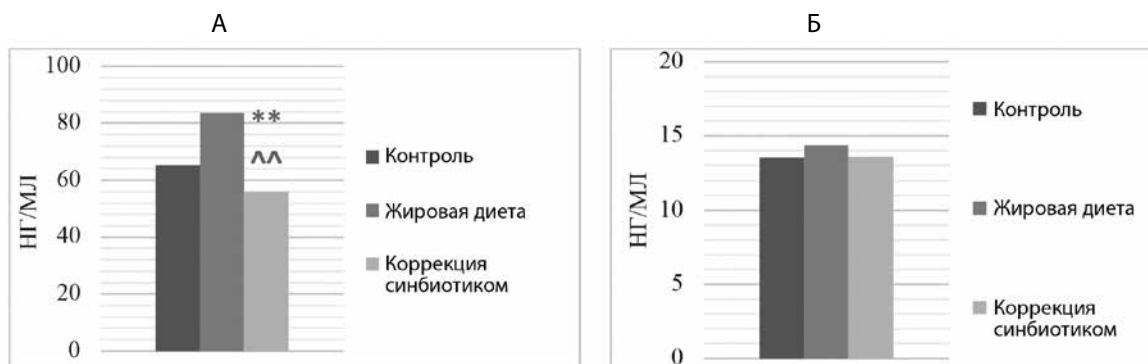 А
100
80
60
40
20
0
НГ/МЛ
**
^^
Контроль
Жировая диета
Коррекция
синбиотиком
Б
20
15
10
5
0
НГ/МЛ
Контроль
Жировая диета
Коррекция
синбиотиком